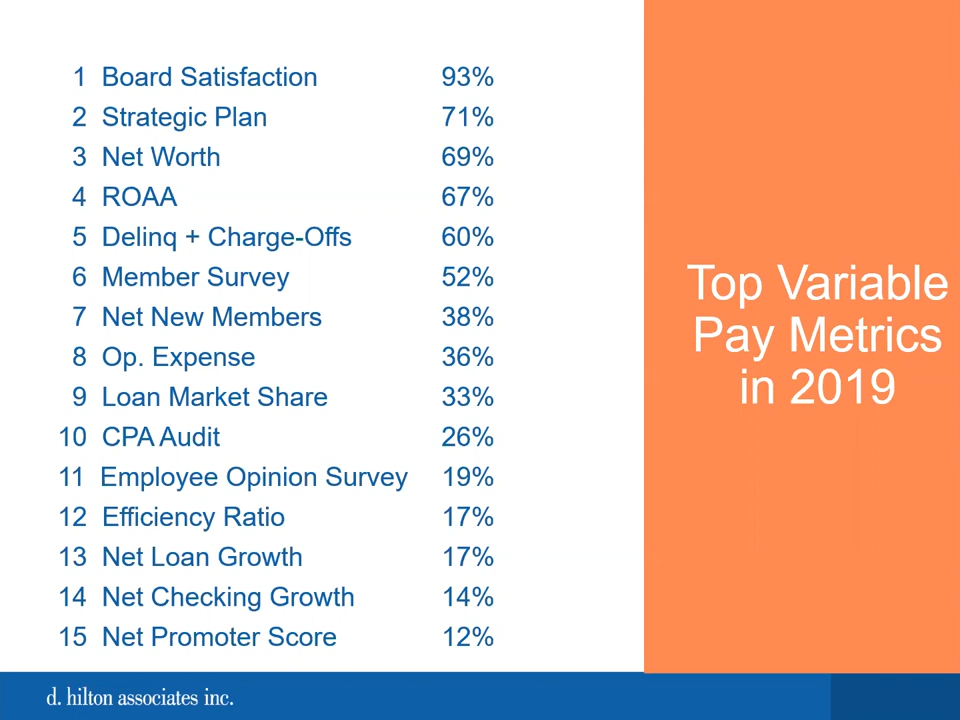 1 Board Satisfaction 93%
2 Strategic Plan 71%
3 Net Worth 69%
4 ROAA 67%
5 Delinq + Charge-Offs 60%
6 Member Survey 52%
7 Net New Members 38%
8 Op. Expense 36%
9 Loan Market Share 33%
10 CPA Audit 26%
11 Employee Opinion Survey 19%
12 Efficiency Ratio 17%
13 Net Loan Growth 17%
14 Net Checking Growth 14%
15 Net Promoter Score 12%
Top Variable
Pay Metrics
in 2019
d. hilton associates inc.